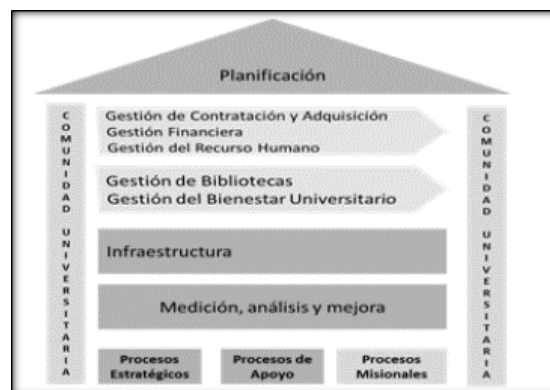 Planificación
COMUNIDAD UNIVERSITARIA
Gestión de Contratación y Adquisición
Gestión Financiera
Gestión del Recurso Humano
Gestión de Bibliotecas
Gestión del Bienestar Universitario
Infraestructura
Medición, análisis y mejora
Procesos
Estratégicos
Procesos de
Apoyo
Procesos
Misionales
COMUNIDAD UNIVERSITARIA